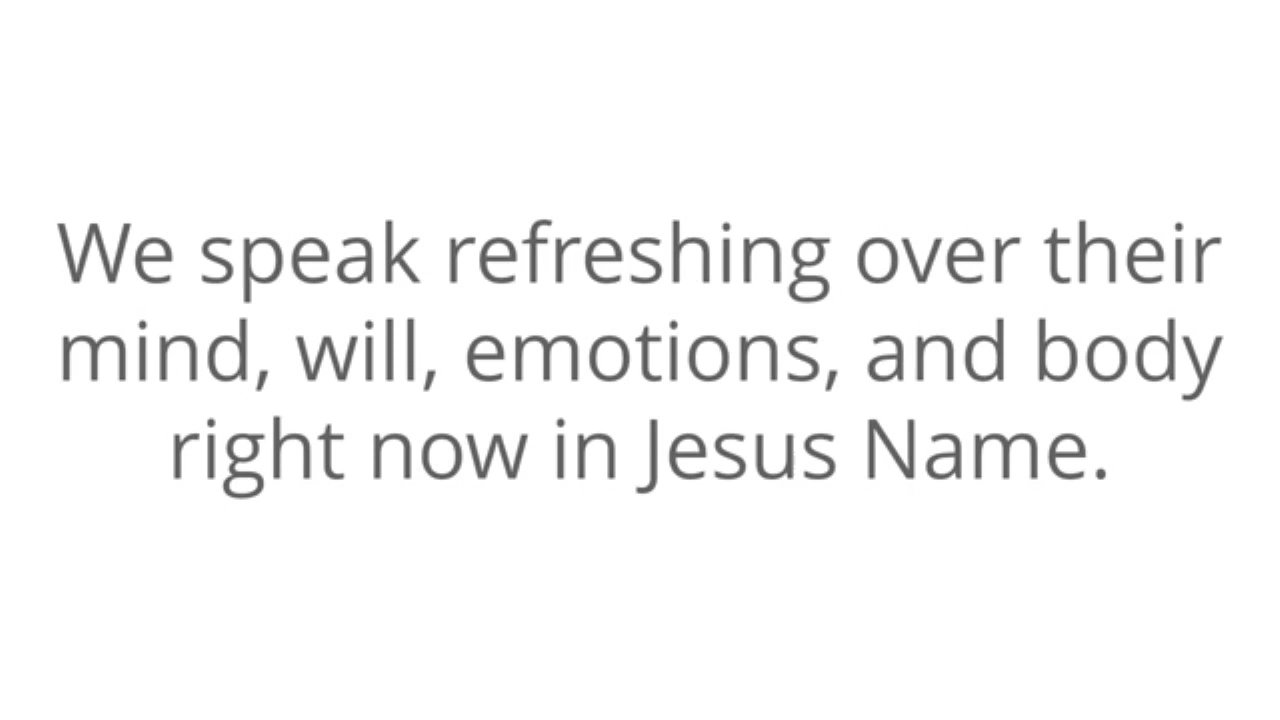 We speak refreshing over their
mind, will, emotions, and body
right now in Jesus Name.